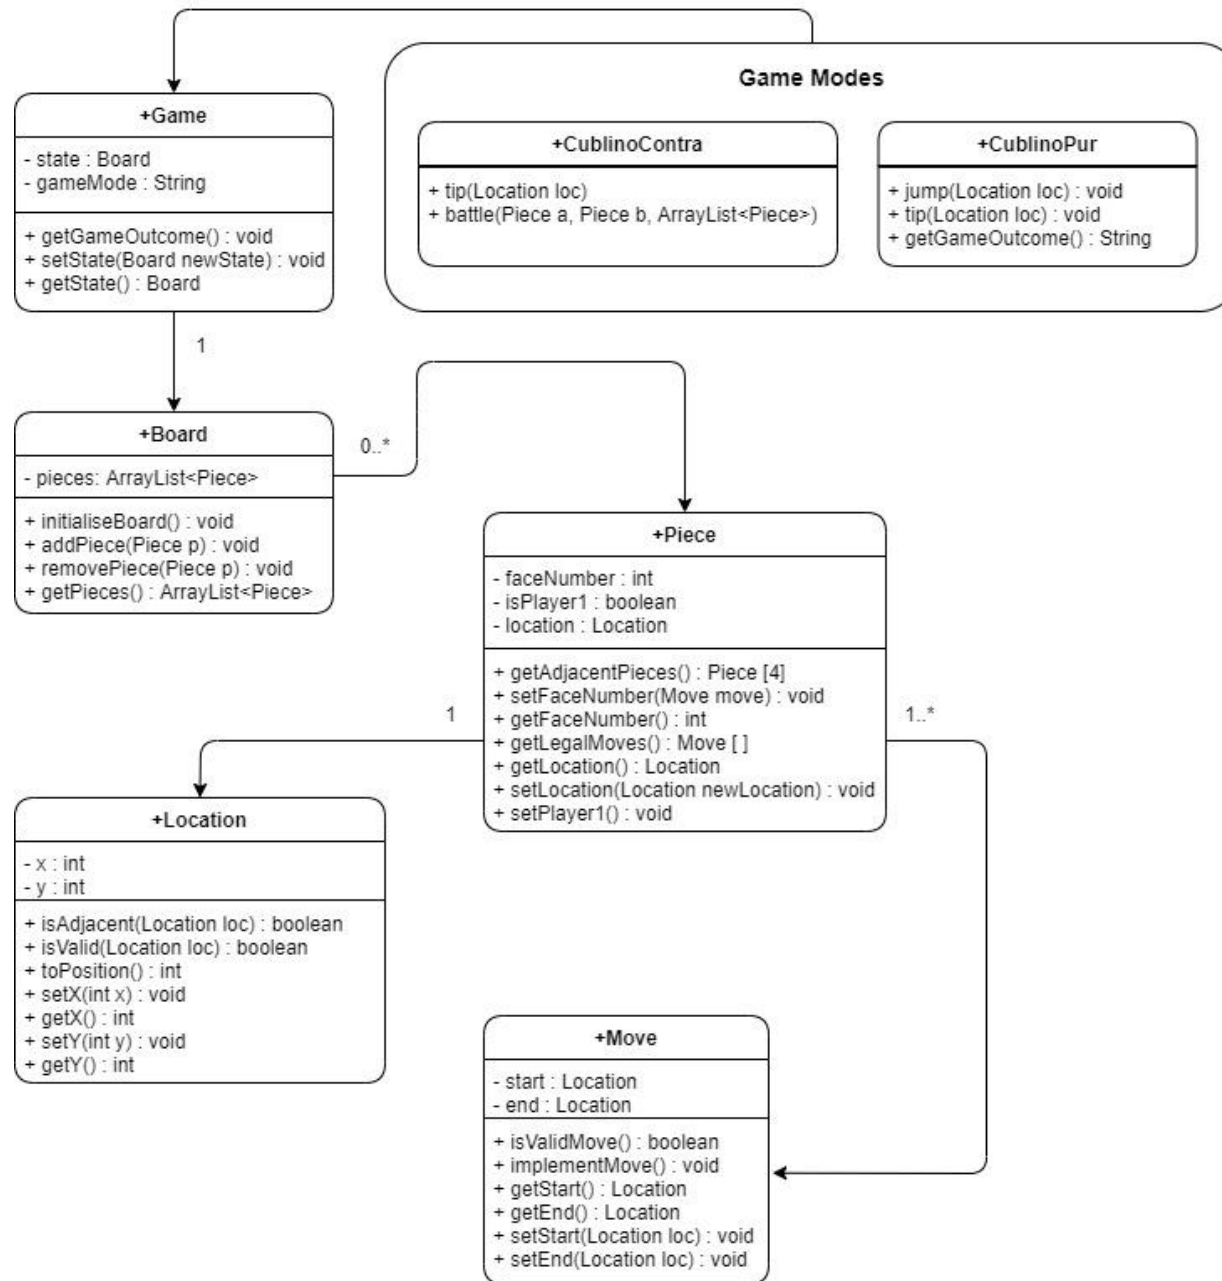 Game Modes
+Game
- state : Board
- gameMode : String
+ getGameOutcome() : void
+ setState(Board newState) : void
+ getState() : Board
+CublinoContra
+ tip(Location loc)
+ battle(Piece a, Piece b, ArrayList<Piece>)
+CublinoPur
+ jump(Location loc) : void
+ tip(Location loc) : void
+ getGameOutcome() : String
1
+Board
- pieces: ArrayList<Piece>
+ initialiseBoard() : void
+ addPiece(Piece p) : void
+ removePiece(Piece p) : void
+ getPieces() : ArrayList<Piece>
0..*
+Piece
- faceNumber : int
- isPlayer1 : boolean
- location : Location
+ getAdjacentPieces() : Piece [4]
+ setFaceNumber(Move move) : void
+ getFaceNumber() : int
+ getLegalMoves() : Move [ ]
+ getLocation() : Location
+ setLocation(Location newLocation) : void
+ setPlayer1() : void
1
1..*
+Location
- x : int
- y : int
+ isAdjacent(Location loc) : boolean
+ isValid(Location loc) : boolean
+ toPosition() : int
+ setX(int x) : void
+ getX() : int
+ setY(int y) : void
+ getY() : int
+Move
- start : Location
- end : Location
+ isValidMove() : boolean
+ implementMove() : void
+ getStart() : Location
+ getEnd() : Location
+ setStart(Location loc) : void
+ setEnd(Location loc) : void